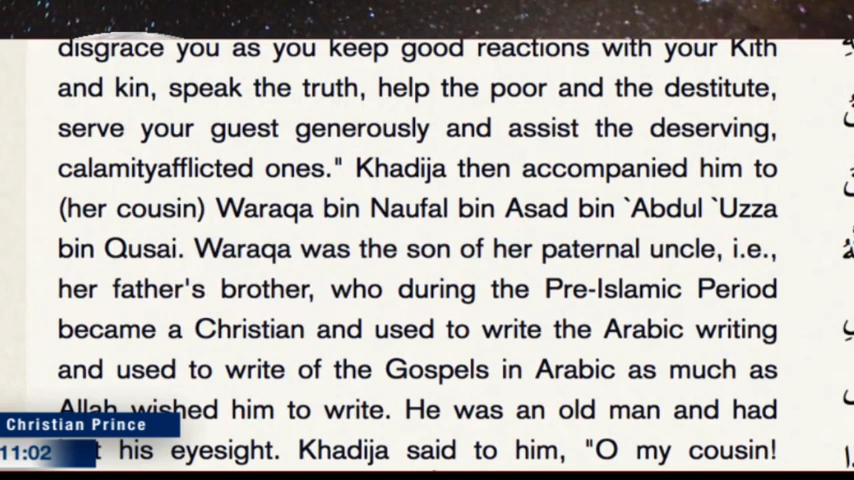 disgrace you as you keep good reactions with your Kith
and kin, speak the truth, help the poor and the destitute,
serve your guest generously and assist the deserving,
calamityafflicted ones." Khadija then accompanied him to
(her cousin) Waraqa bin Naufal bin Asad bin `Abdul `Uzza
bin Qusai. Waraqa was the son of her paternal uncle, i.e.,
her father's brother, who during the Pre-Islamic Period
became a Christian and used to write the Arabic writing
and used to write of the Gospels in Arabic as much as
Allah wished him to write. He was an old man and had
his eyesight. Khadija said to him, "O my cousin!
Christian Prince
11:02